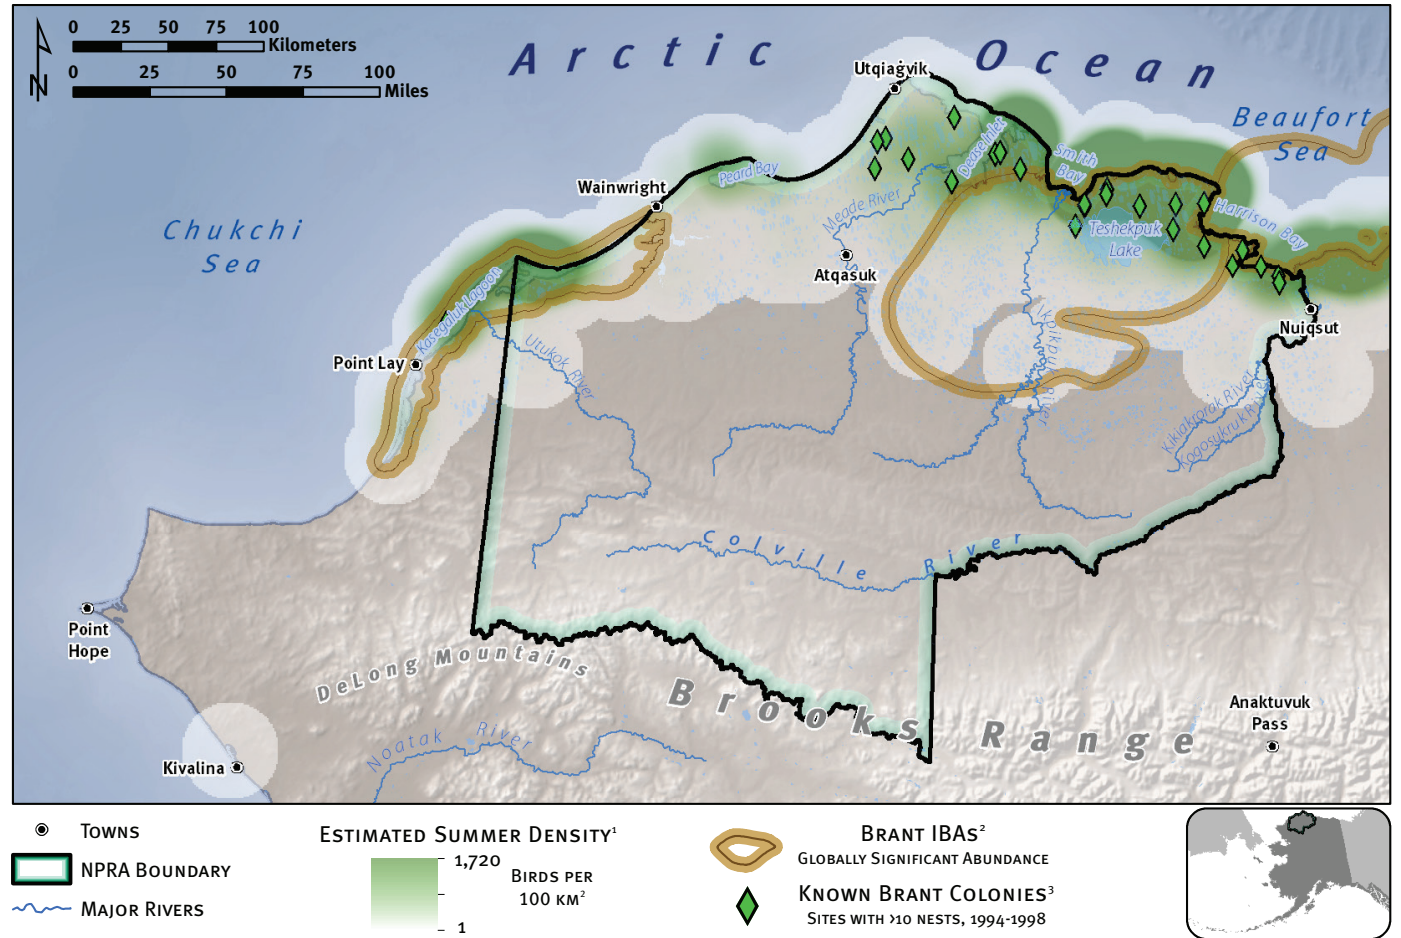 0 25 50 75 100
Kilometers
0 25 50 75 100
Miles
N
Arctic Ocean
Beaufort
Sea
Chukchi
Sea
Utqiaġvik
Dease Inlet
Smith
Bay
Peard Bay
Wainwright
Meade River
Teshekpuk
Lake
Harrison Bay
Atqasuk
Kasegaluk Lagoon
Nuiqsut
Point Lay
Utukok River
Ikpikpuk River
Kikiakrorak River
Kogosukruk River
Colville River
Point
Hope
DeLong Mountains
Brooks Range
Anaktuvuk
Pass
Noatak River
Kivalina
Towns
NPRA Boundary
Major Rivers
Estimated Summer Density¹
1,720
Birds per
100 km²
1
Brant IBAs²
Globally Significant Abundance
Known Brant Colonies³
Sites with >10 nests, 1994-1998